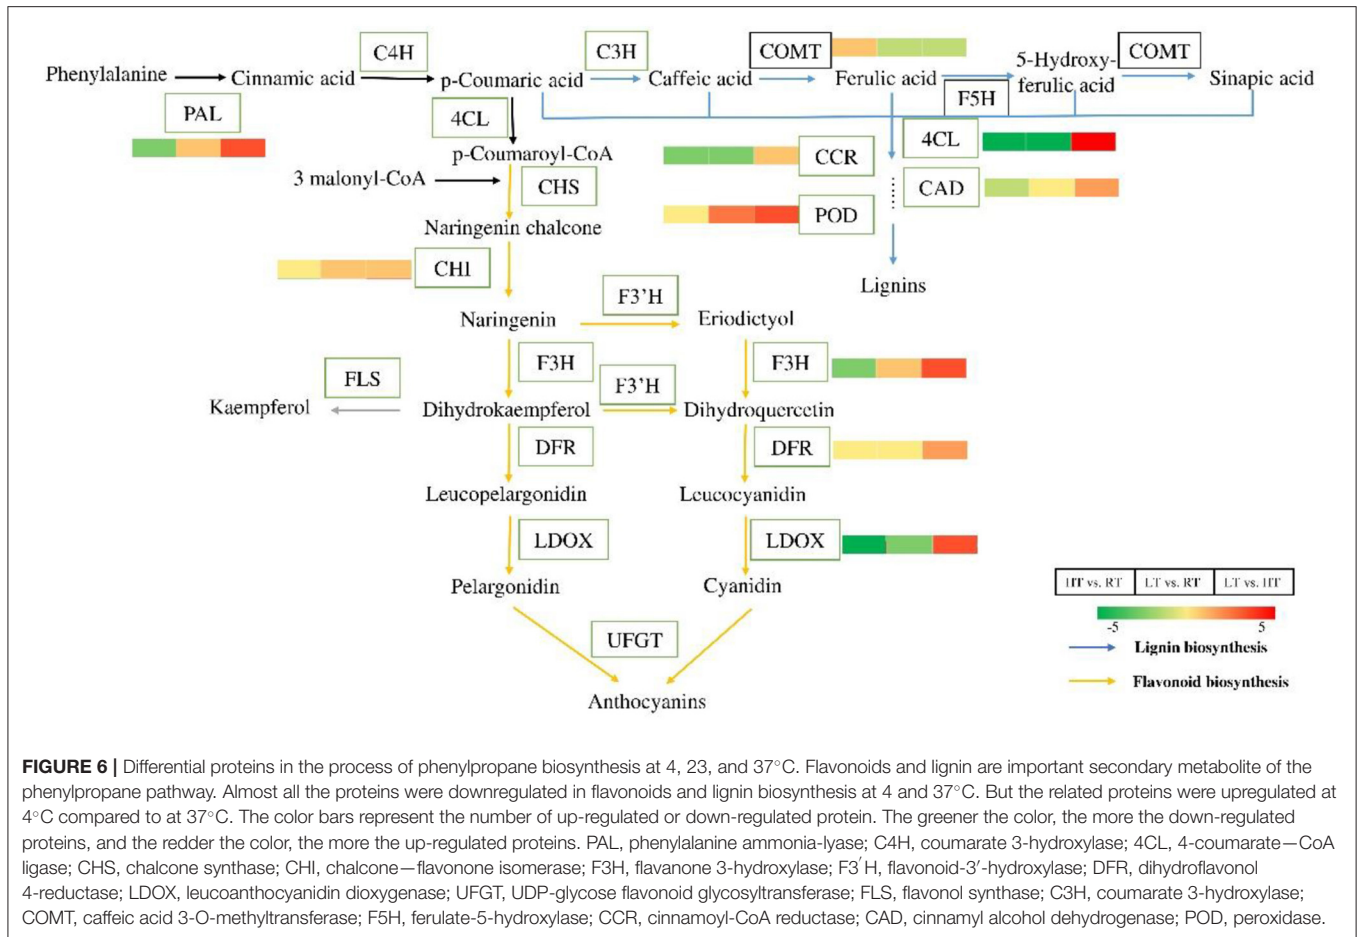 C4H
C3H
COMT
COMT
Phenylalanine
Cinnamic acid
p-Coumaric acid
Caffeic acid
Ferulic acid
5-Hydroxy-
ferulic acid
Sinapic acid
PAL
4CL
F5H
4CL
p-Coumaroyl-CoA
CCR
3 malonyl-CoA
CHS
CAD
POD
Naringenin chalcone
CHI
Lignins
F3’H
Naringenin
Eriodictyol
F3H
F3H
FLS
F3’H
Kaempferol
Dihydrokaempferol
Dihydroquercetin
DFR
DFR
Leucopelargonidin
Leucocyanidin
LDOX
LDOX
Pelargonidin
Cyanidin
HT vs. RT
LT vs. RT
LT vs. HT
-5
5
UFGT
Lignin biosynthesis
Flavonoid biosynthesis
Anthocyanins
FIGURE 6 | Differential proteins in the process of phenylpropane biosynthesis at 4, 23, and 37°C. Flavonoids and lignin are important secondary metabolite of the
phenylpropane pathway. Almost all the proteins were downregulated in flavonoids and lignin biosynthesis at 4 and 37°C. But the related proteins were upregulated at
4°C compared to at 37°C. The color bars represent the number of up-regulated or down-regulated protein. The greener the color, the more the down-regulated
proteins, and the redder the color, the more the up-regulated proteins. PAL, phenylalanine ammonia-lyase; C4H, coumarate 3-hydroxylase; 4CL, 4-coumarate—CoA
ligase; CHS, chalcone synthase; CHI, chalcone—flavonone isomerase; F3H, flavanone 3-hydroxylase; F3′H, flavonoid-3′-hydroxylase; DFR, dihydroflavonol
4-reductase; LDOX, leucoanthocyanidin dioxygenase; UFGT, UDP-glycose flavonoid glycosyltransferase; FLS, flavonol synthase; C3H, coumarate 3-hydroxylase;
COMT, caffeic acid 3-O-methyltransferase; F5H, ferulate-5-hydroxylase; CCR, cinnamoyl-CoA reductase; CAD, cinnamyl alcohol dehydrogenase; POD, peroxidase.